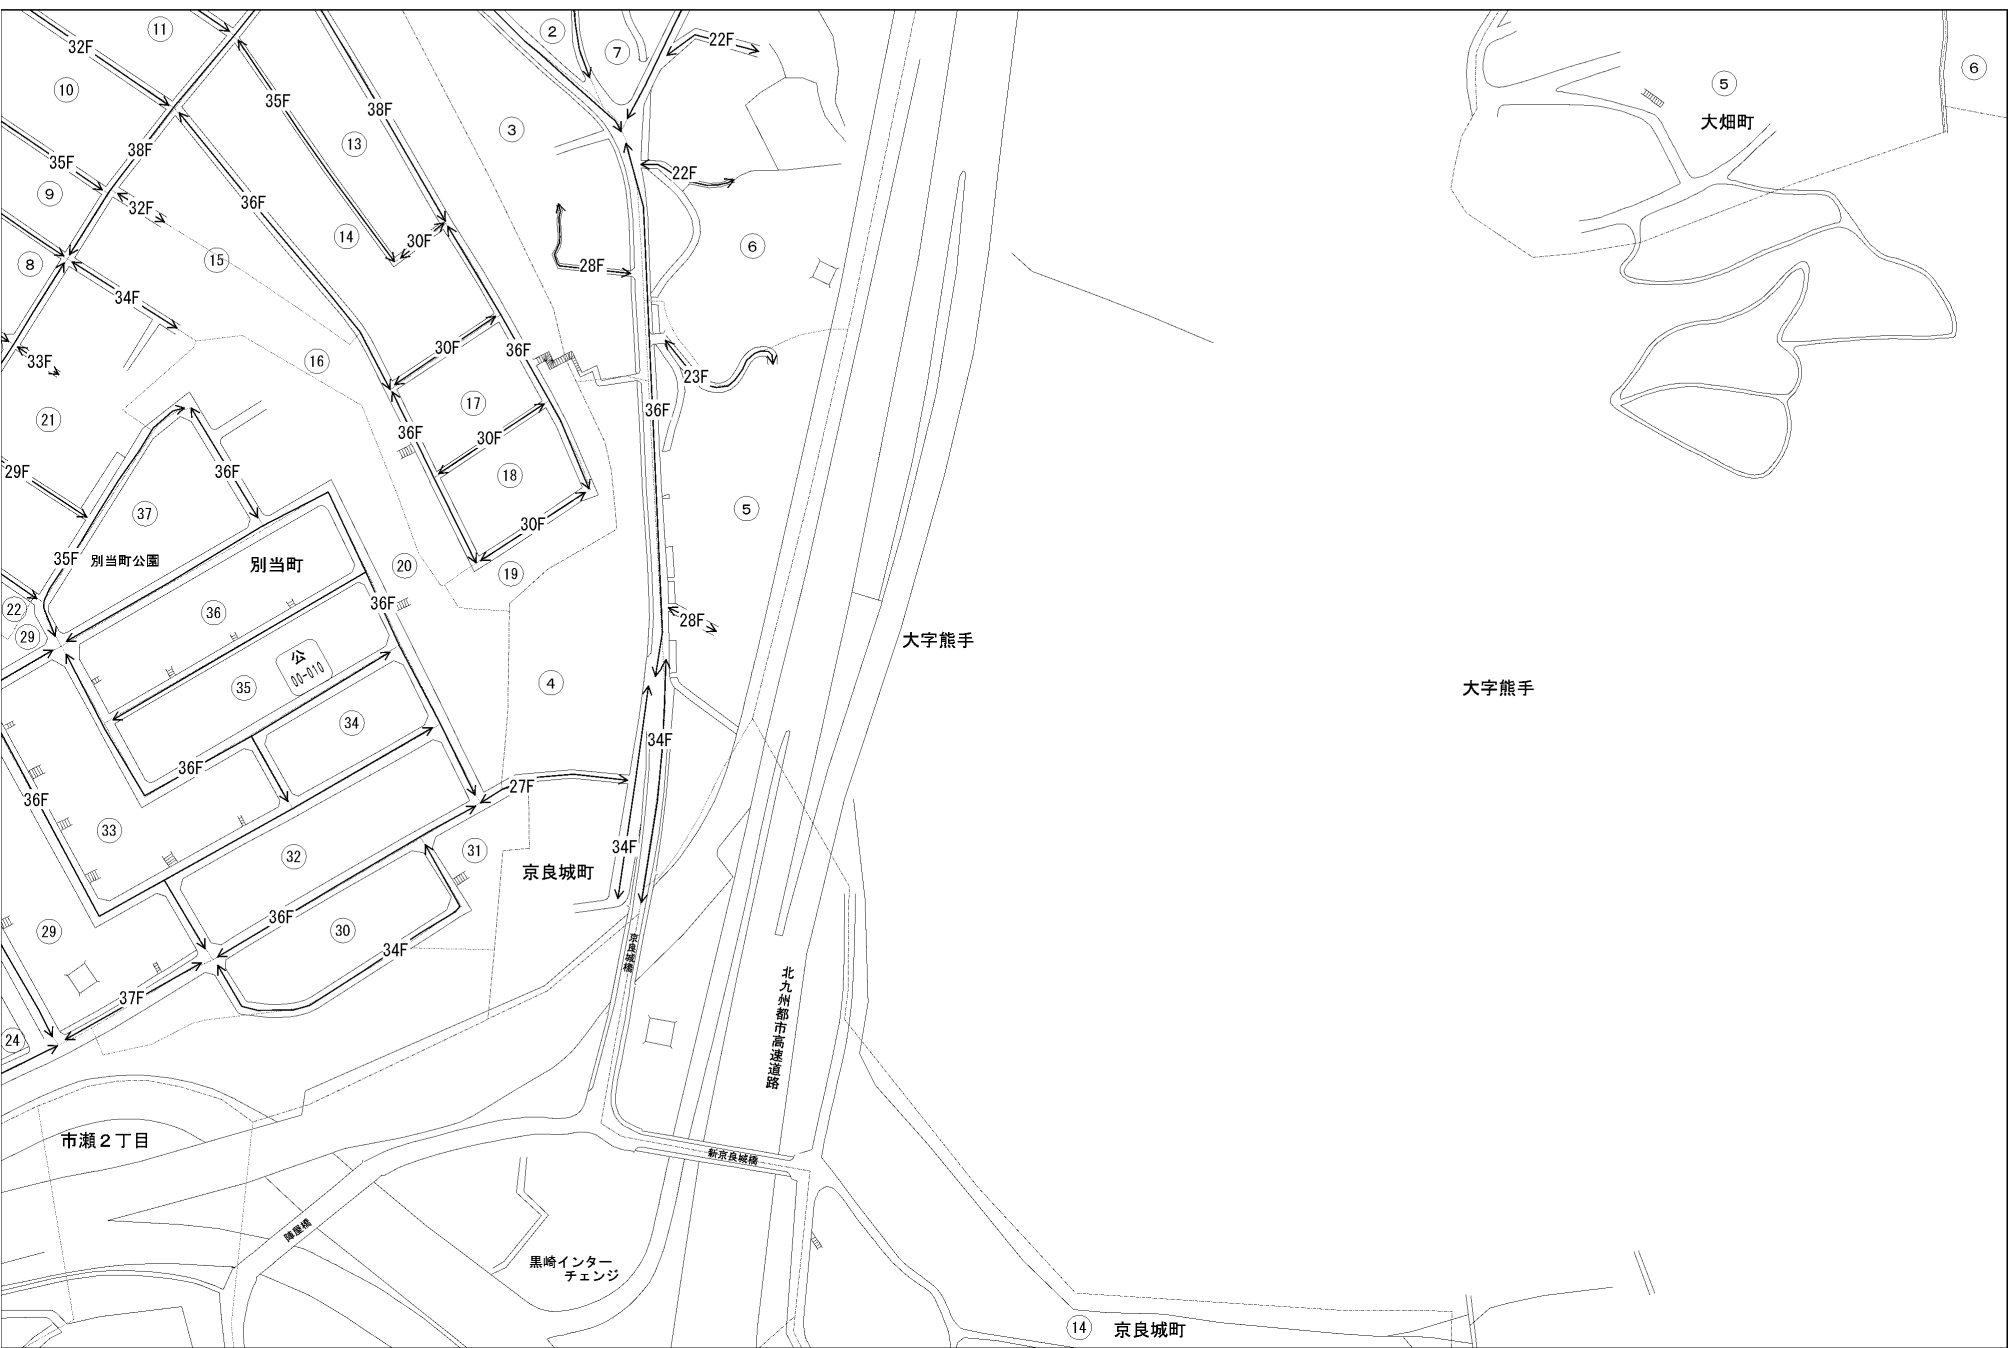 11
2
7
22F
32F
10
35F
38F
5
6
大畑町
13
3
38F
35F
9
32F
36F
22F
14
30F
15
28F
6
8
34F
33F
16
30F
36F
23F
21
17
36F
36F
30F
29F
36F
18
5
37
30F
35F
別当町公園
別当町
20
19
22
36
36F
28F
29
公
00-010
大字熊手
35
4
大字熊手
34
34F
36F
27F
36F
33
32
31
34F
京良城町
36F
29
30
34F
京良城橋
37F
北九州都市高速道路
24
市瀬2丁目
新京良城橋
陣屋橋
黒崎インター
チェンジ
14
京良城町